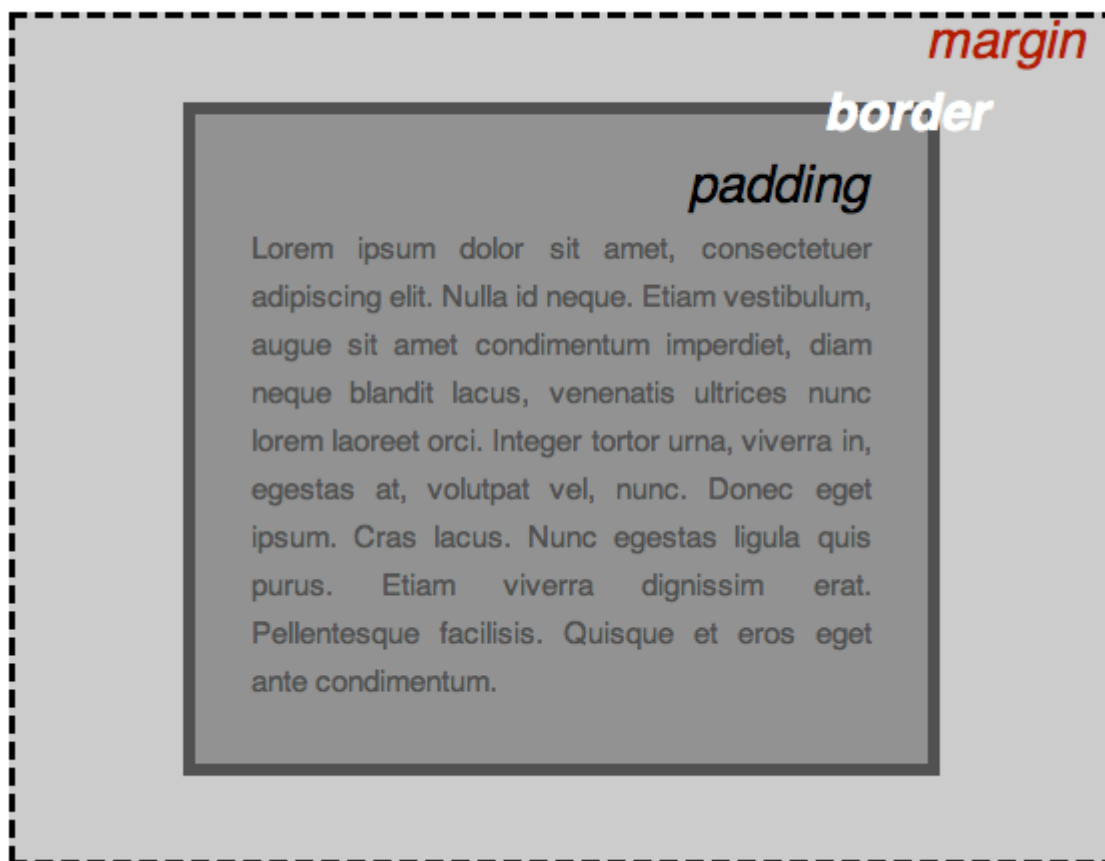 margin
border
padding
Lorem ipsum dolor sit amet, consectetuer
adipiscing elit. Nulla id neque. Etiam vestibulum,
augue sit amet condimentum imperdiet, diam
neque blandit lacus, venenatis ultrices nunc
lorem laoreet orci. Integer tortor urna, viverra in,
egestas at, volutpat vel, nunc. Donec eget
ipsum. Cras lacus. Nunc egestas ligula quis
purus. Etiam viverra dignissim erat.
Pellentesque facilisis. Quisque et eros eget
ante condimentum.